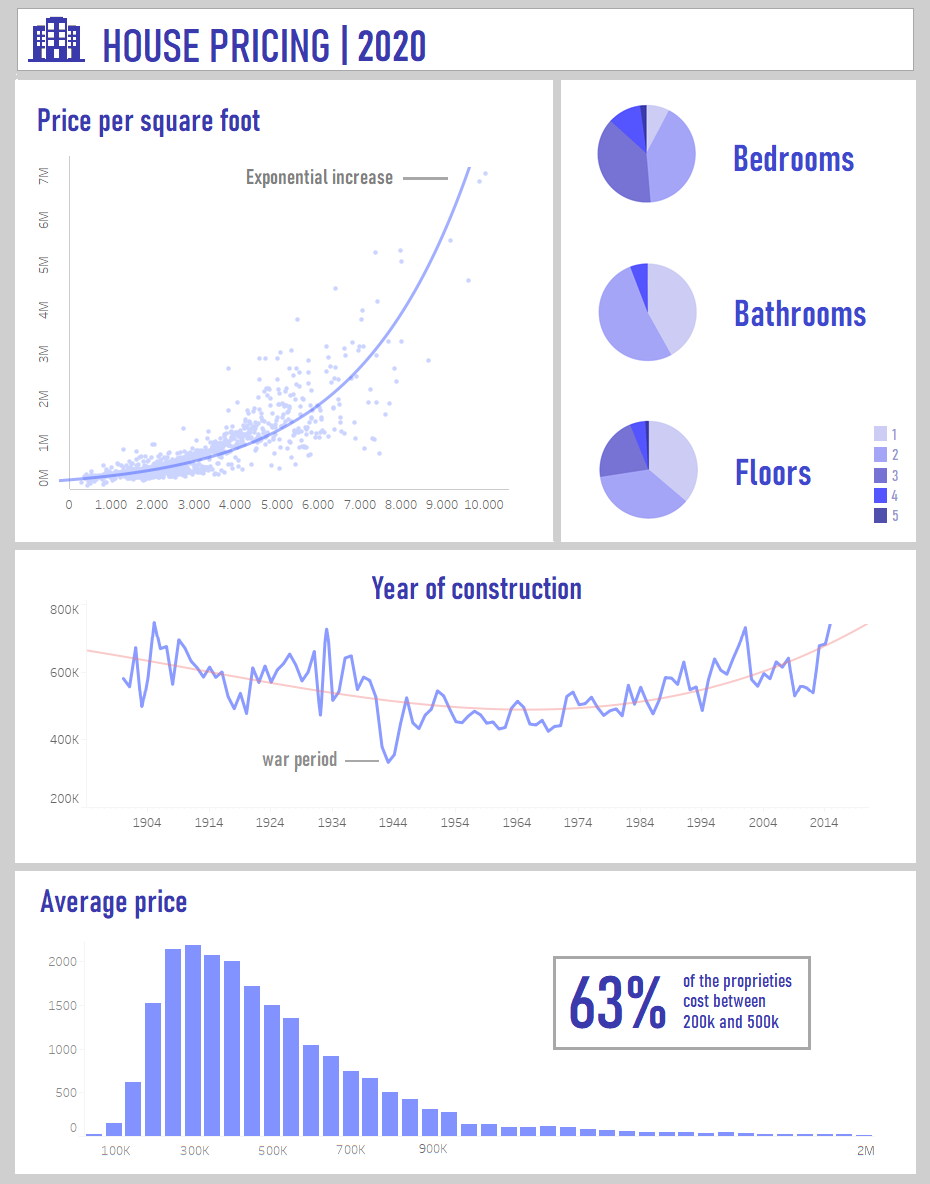 HOUSE PRICING | 2020
Price per square foot
Exponential increase
7M
6M
5M
4M
3M
2M
1M
0M
0 1.000 2.000 3.000 4.000 5.000 6.000 7.000 8.000 9.000 10.000
Bedrooms
Bathrooms
Floors
1
2
3
4
5
Year of construction
800K
600K
400K
200K
war period
1904 1914 1924 1934 1944 1954 1964 1974 1984 1994 2004 2014
Average price
2000
1500
1000
500
0
100K 300K 500K 700K 900K 2M
63%
of the proprieties
cost between
200k and 500k